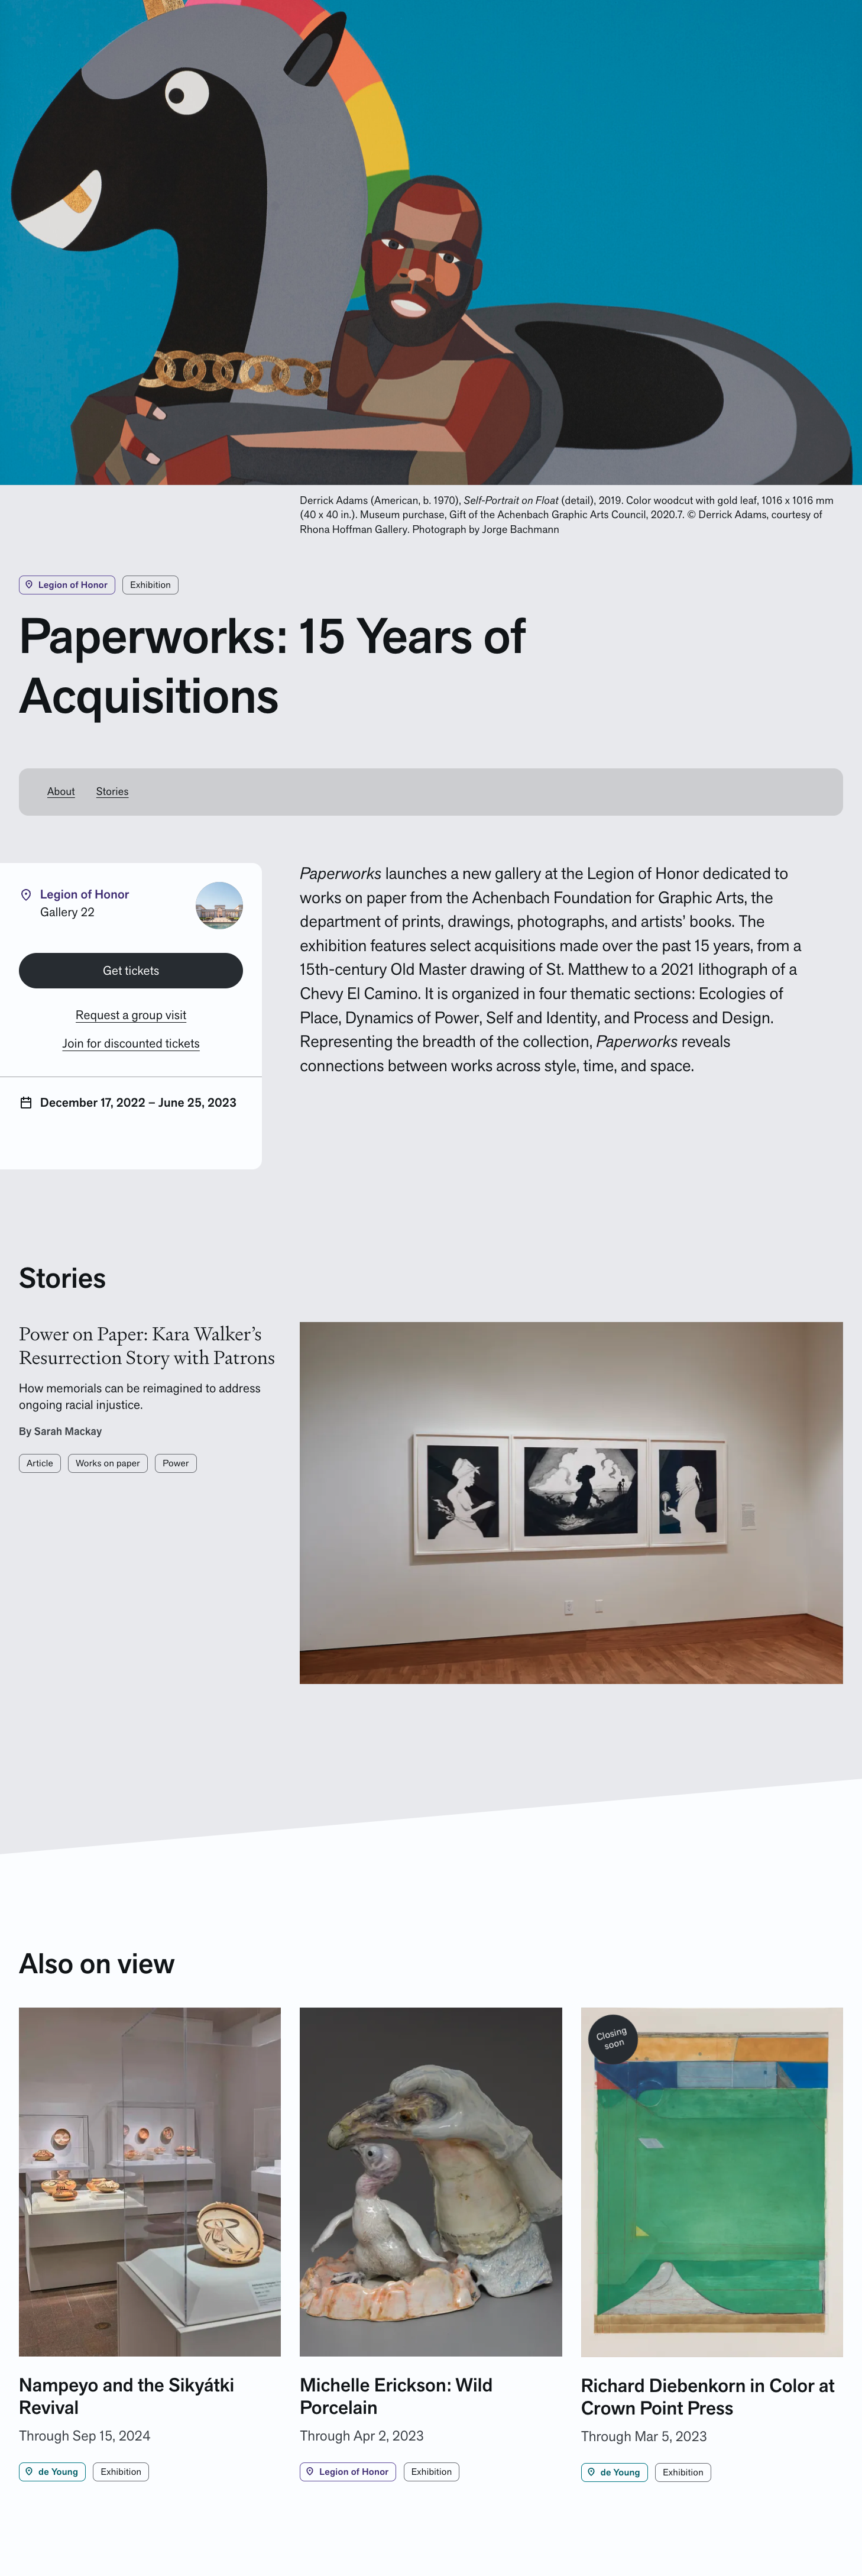 Derrick Adams (American, b. 1970), Self-Portrait on Float (detail), 2019. Color woodcut with gold leaf, 1016 x 1016 mm
(40 x 40 in.). Museum purchase, Gift of the Achenbach Graphic Arts Council, 2020.7. © Derrick Adams, courtesy of
Rhona Hoffman Gallery. Photograph by Jorge Bachmann
Legion of Honor
Exhibition
Paperworks: 15 Years of
Acquisitions
About
Stories
Legion of Honor
Gallery 22
Get tickets
Request a group visit
Join for discounted tickets
December 17, 2022 – June 25, 2023
Paperworks launches a new gallery at the Legion of Honor dedicated to
works on paper from the Achenbach Foundation for Graphic Arts, the
department of prints, drawings, photographs, and artists’ books. The
exhibition features select acquisitions made over the past 15 years, from a
15th-century Old Master drawing of St. Matthew to a 2021 lithograph of a
Chevy El Camino. It is organized in four thematic sections: Ecologies of
Place, Dynamics of Power, Self and Identity, and Process and Design.
Representing the breadth of the collection, Paperworks reveals
connections between works across style, time, and space.
Stories
Power on Paper: Kara Walker’s
Resurrection Story with Patrons
How memorials can be reimagined to address
ongoing racial injustice.
By Sarah Mackay
Article
Works on paper
Power
Also on view
Nampeyo and the Sikyátki
Revival
Through Sep 15, 2024
de Young
Exhibition
Michelle Erickson: Wild
Porcelain
Through Apr 2, 2023
Legion of Honor
Exhibition
Closing
soon
Richard Diebenkorn in Color at
Crown Point Press
Through Mar 5, 2023
de Young
Exhibition